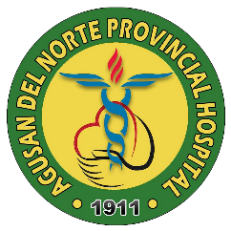 AGUSAN DEL NORTE PROVINCIAL HOSPITAL
• 1911 •